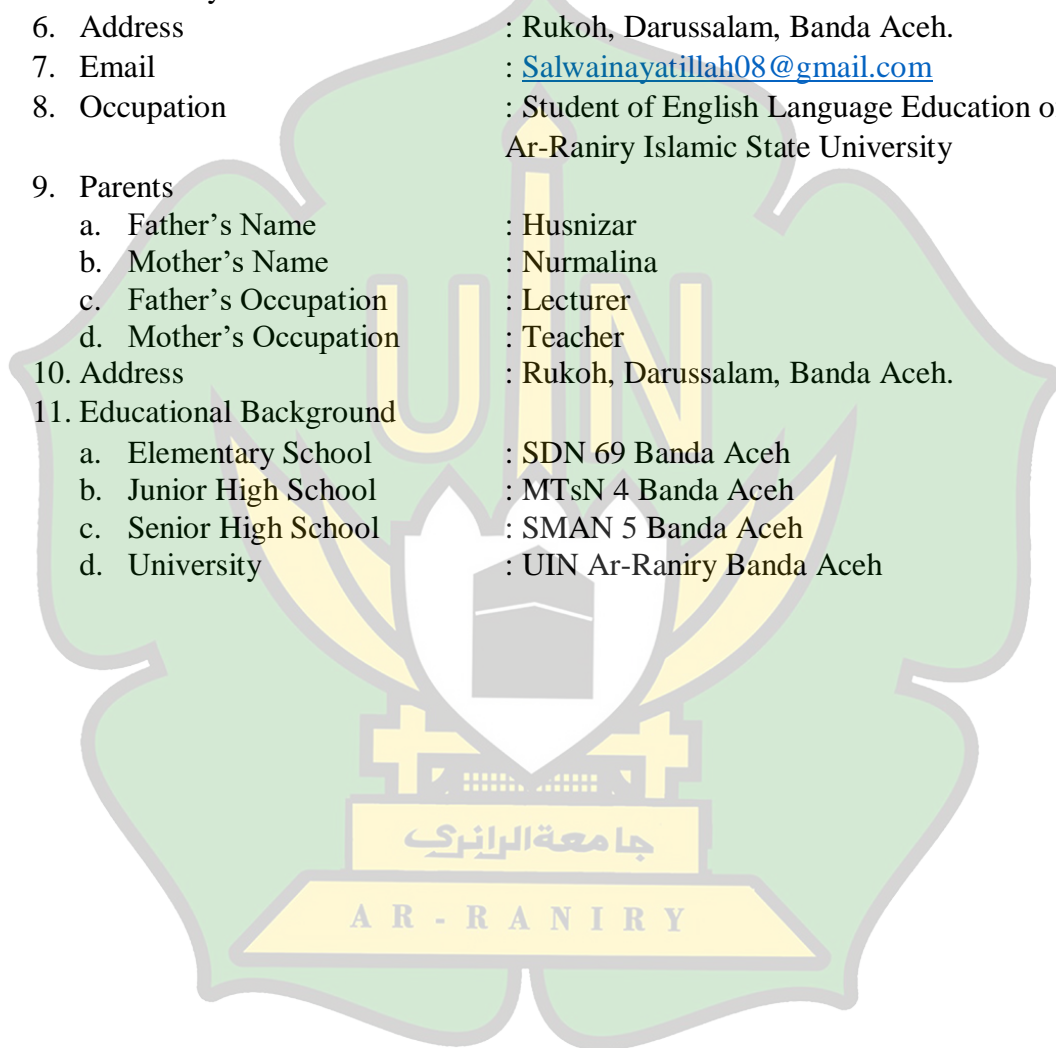 6. Address : Rukoh, Darussalam, Banda Aceh.
7. Email : Salwainayatillah08@gmail.com
8. Occupation : Student of English Language Education
Ar-Raniry Islamic State University
9. Parents
a. Father’s Name : Husnizar
b. Mother’s Name : Nurmalina
c. Father’s Occupation : Lecturer
d. Mother’s Occupation : Teacher
10. Address : Rukoh, Darussalam, Banda Aceh.
11. Educational Background
a. Elementary School : SDN 69 Banda Aceh
b. Junior High School : MTsN 4 Banda Aceh
c. Senior High School : SMAN 5 Banda Aceh
d. University : UIN Ar-Raniry Banda Aceh
UIN
جامعة الرانري
AR-RANIRY